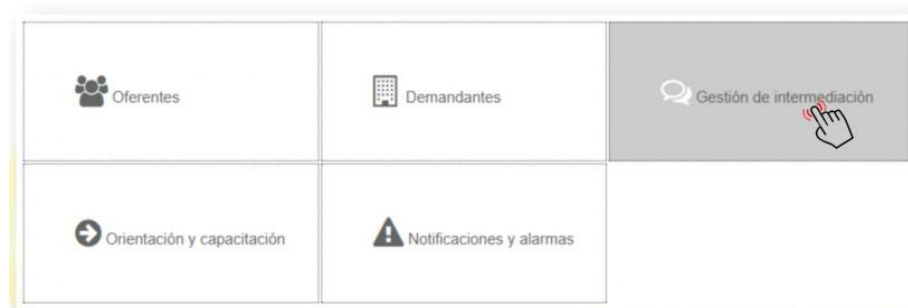 Oferentes
Demandantes
Gestión de intermediación
Orientación y capacitación
Notificaciones y alarmas